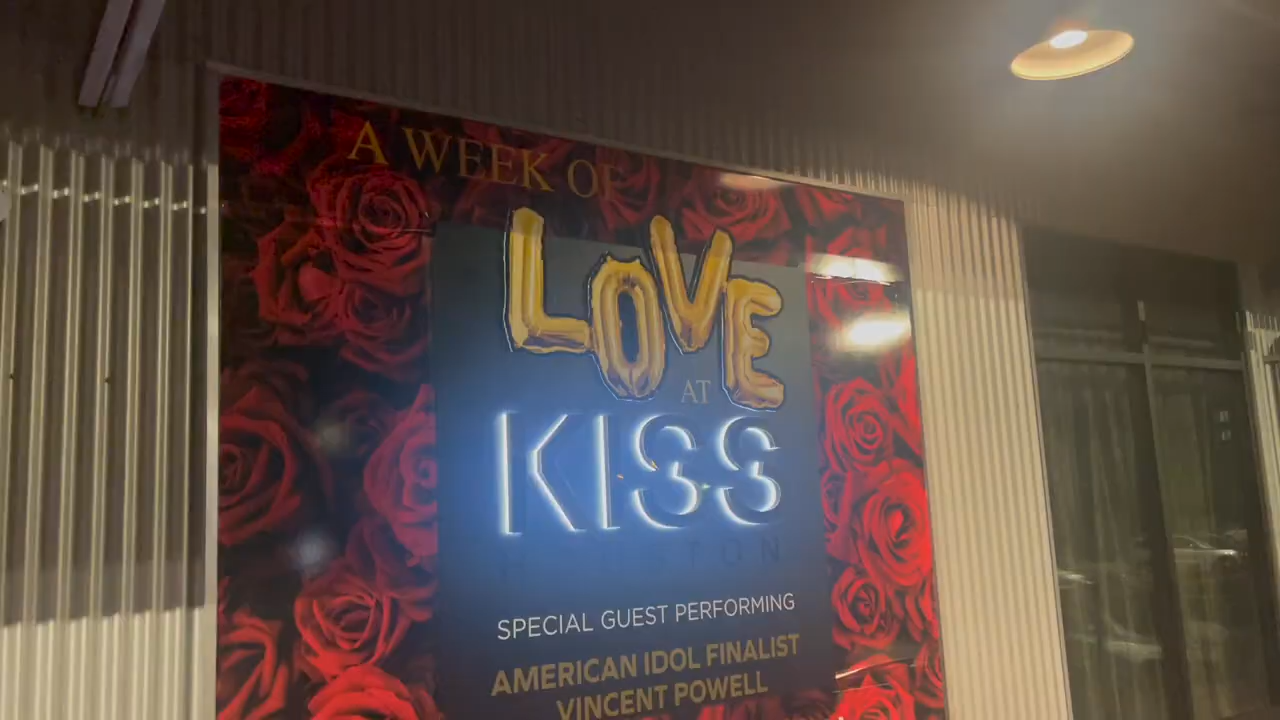 A WEEK OF
LOVE
AT
KISS
SPECIAL GUEST PERFORMING
AMERICAN IDOL FINALIST
VINCENT POWELL